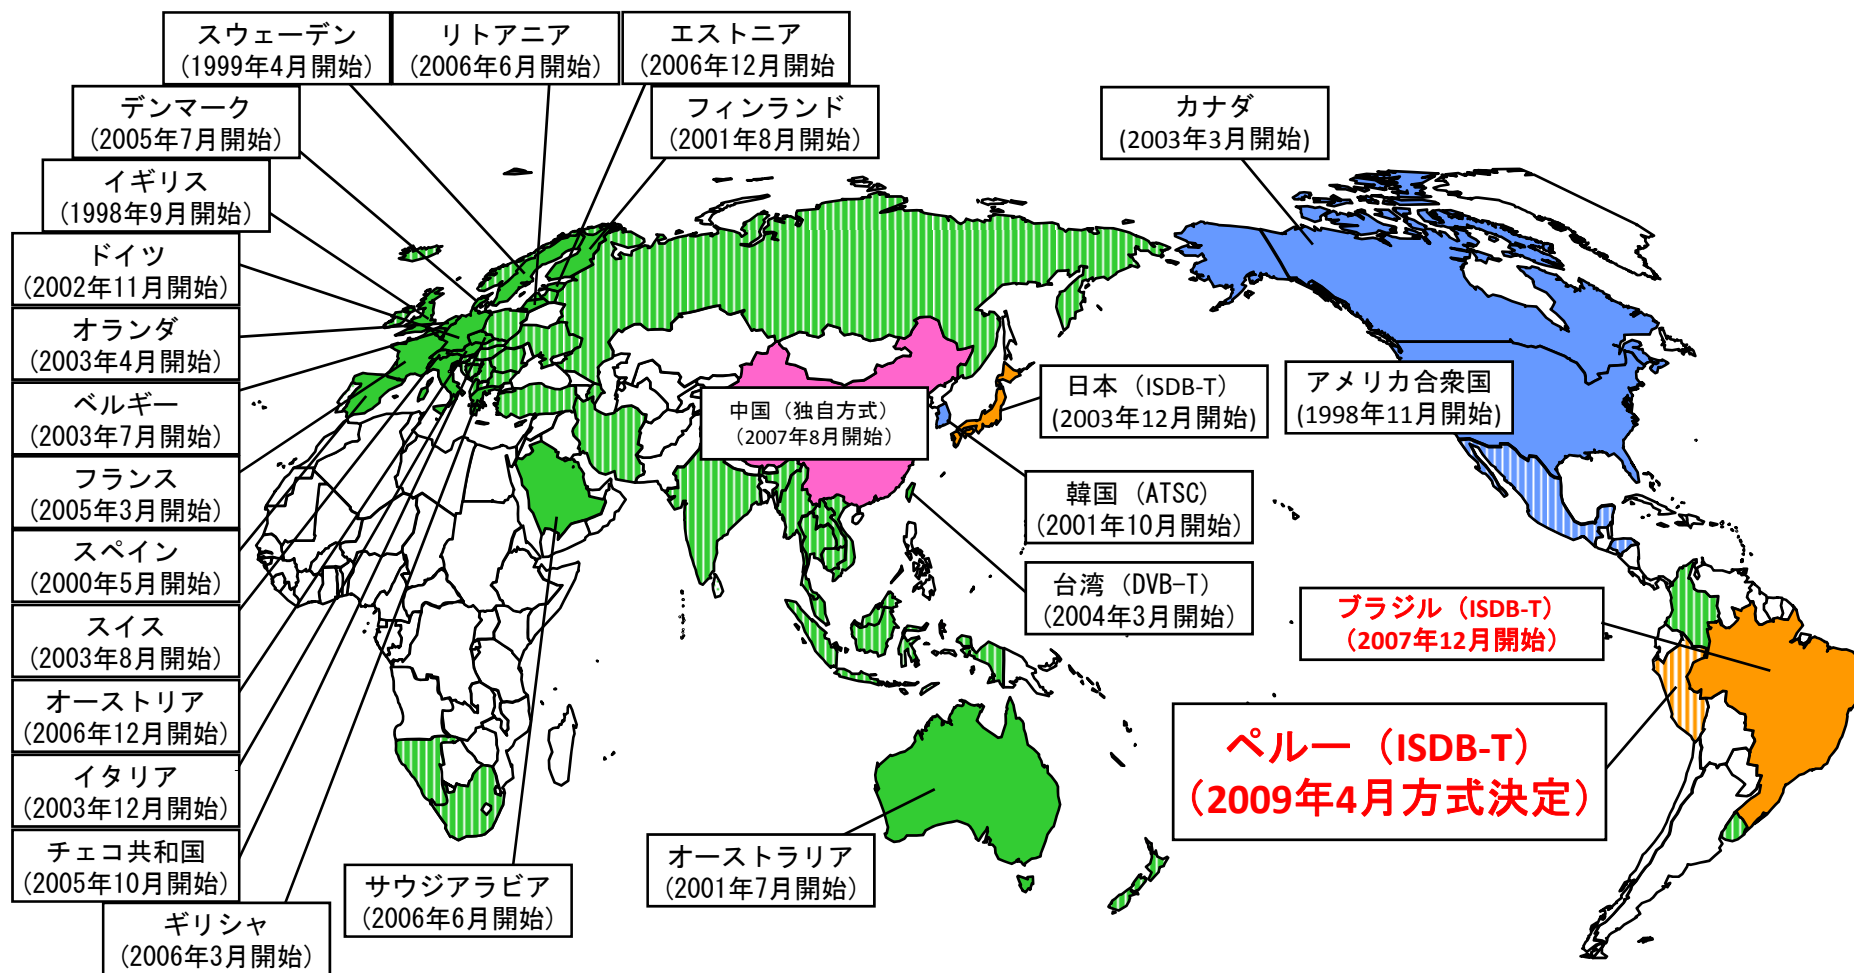 スウェーデン
(1999年4月開始)
リトアニア
(2006年6月開始)
エストニア
(2006年12月開始
デンマーク
(2005年7月開始)
フィンランド
(2001年8月開始)
カナダ
(2003年3月開始)
イギリス
(1998年9月開始)
ドイツ
(2002年11月開始)
オランダ
(2003年4月開始)
ベルギー
(2003年7月開始)
フランス
(2005年3月開始)
スペイン
(2000年5月開始)
スイス
(2003年8月開始)
オーストリア
(2006年12月開始)
イタリア
(2003年12月開始)
チェコ共和国
(2005年10月開始)
ギリシャ
(2006年3月開始)
サウジアラビア
(2006年6月開始)
中国（独自方式）
（2007年8月開始）
日本（ISDB-T）
(2003年12月開始)
韓国（ATSC）
(2001年10月開始)
台湾（DVB-T）
(2004年3月開始)
オーストラリア
(2001年7月開始)
アメリカ合衆国
(1998年11月開始)
ブラジル（ISDB-T）
（2007年12月開始）
ペルー（ISDB-T）
（2009年4月方式決定）